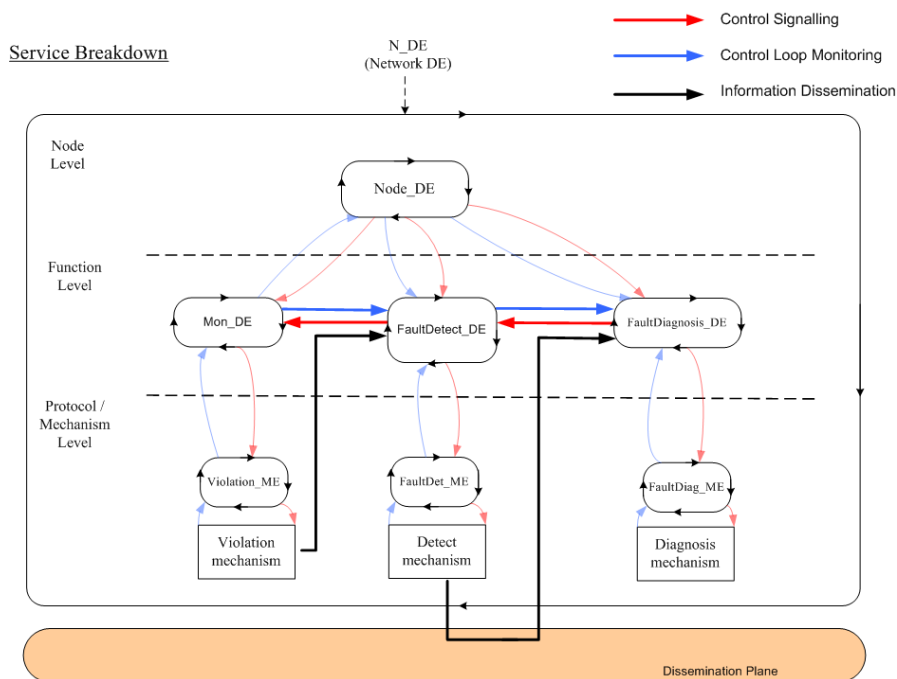 Service Breakdown
N_DE
(Network DE)
Control Signalling
Control Loop Monitoring
Information Dissemination
Node
Level
Node_DE
Function
Level
Mon_DE
FaultDetect_DE
FaultDiagnosis_DE
Protocol /
Mechanism
Level
Violation_ME
FaultDet_ME
FaultDiag_ME
Violation
mechanism
Detect
mechanism
Diagnosis
mechanism
Dissemination Plane